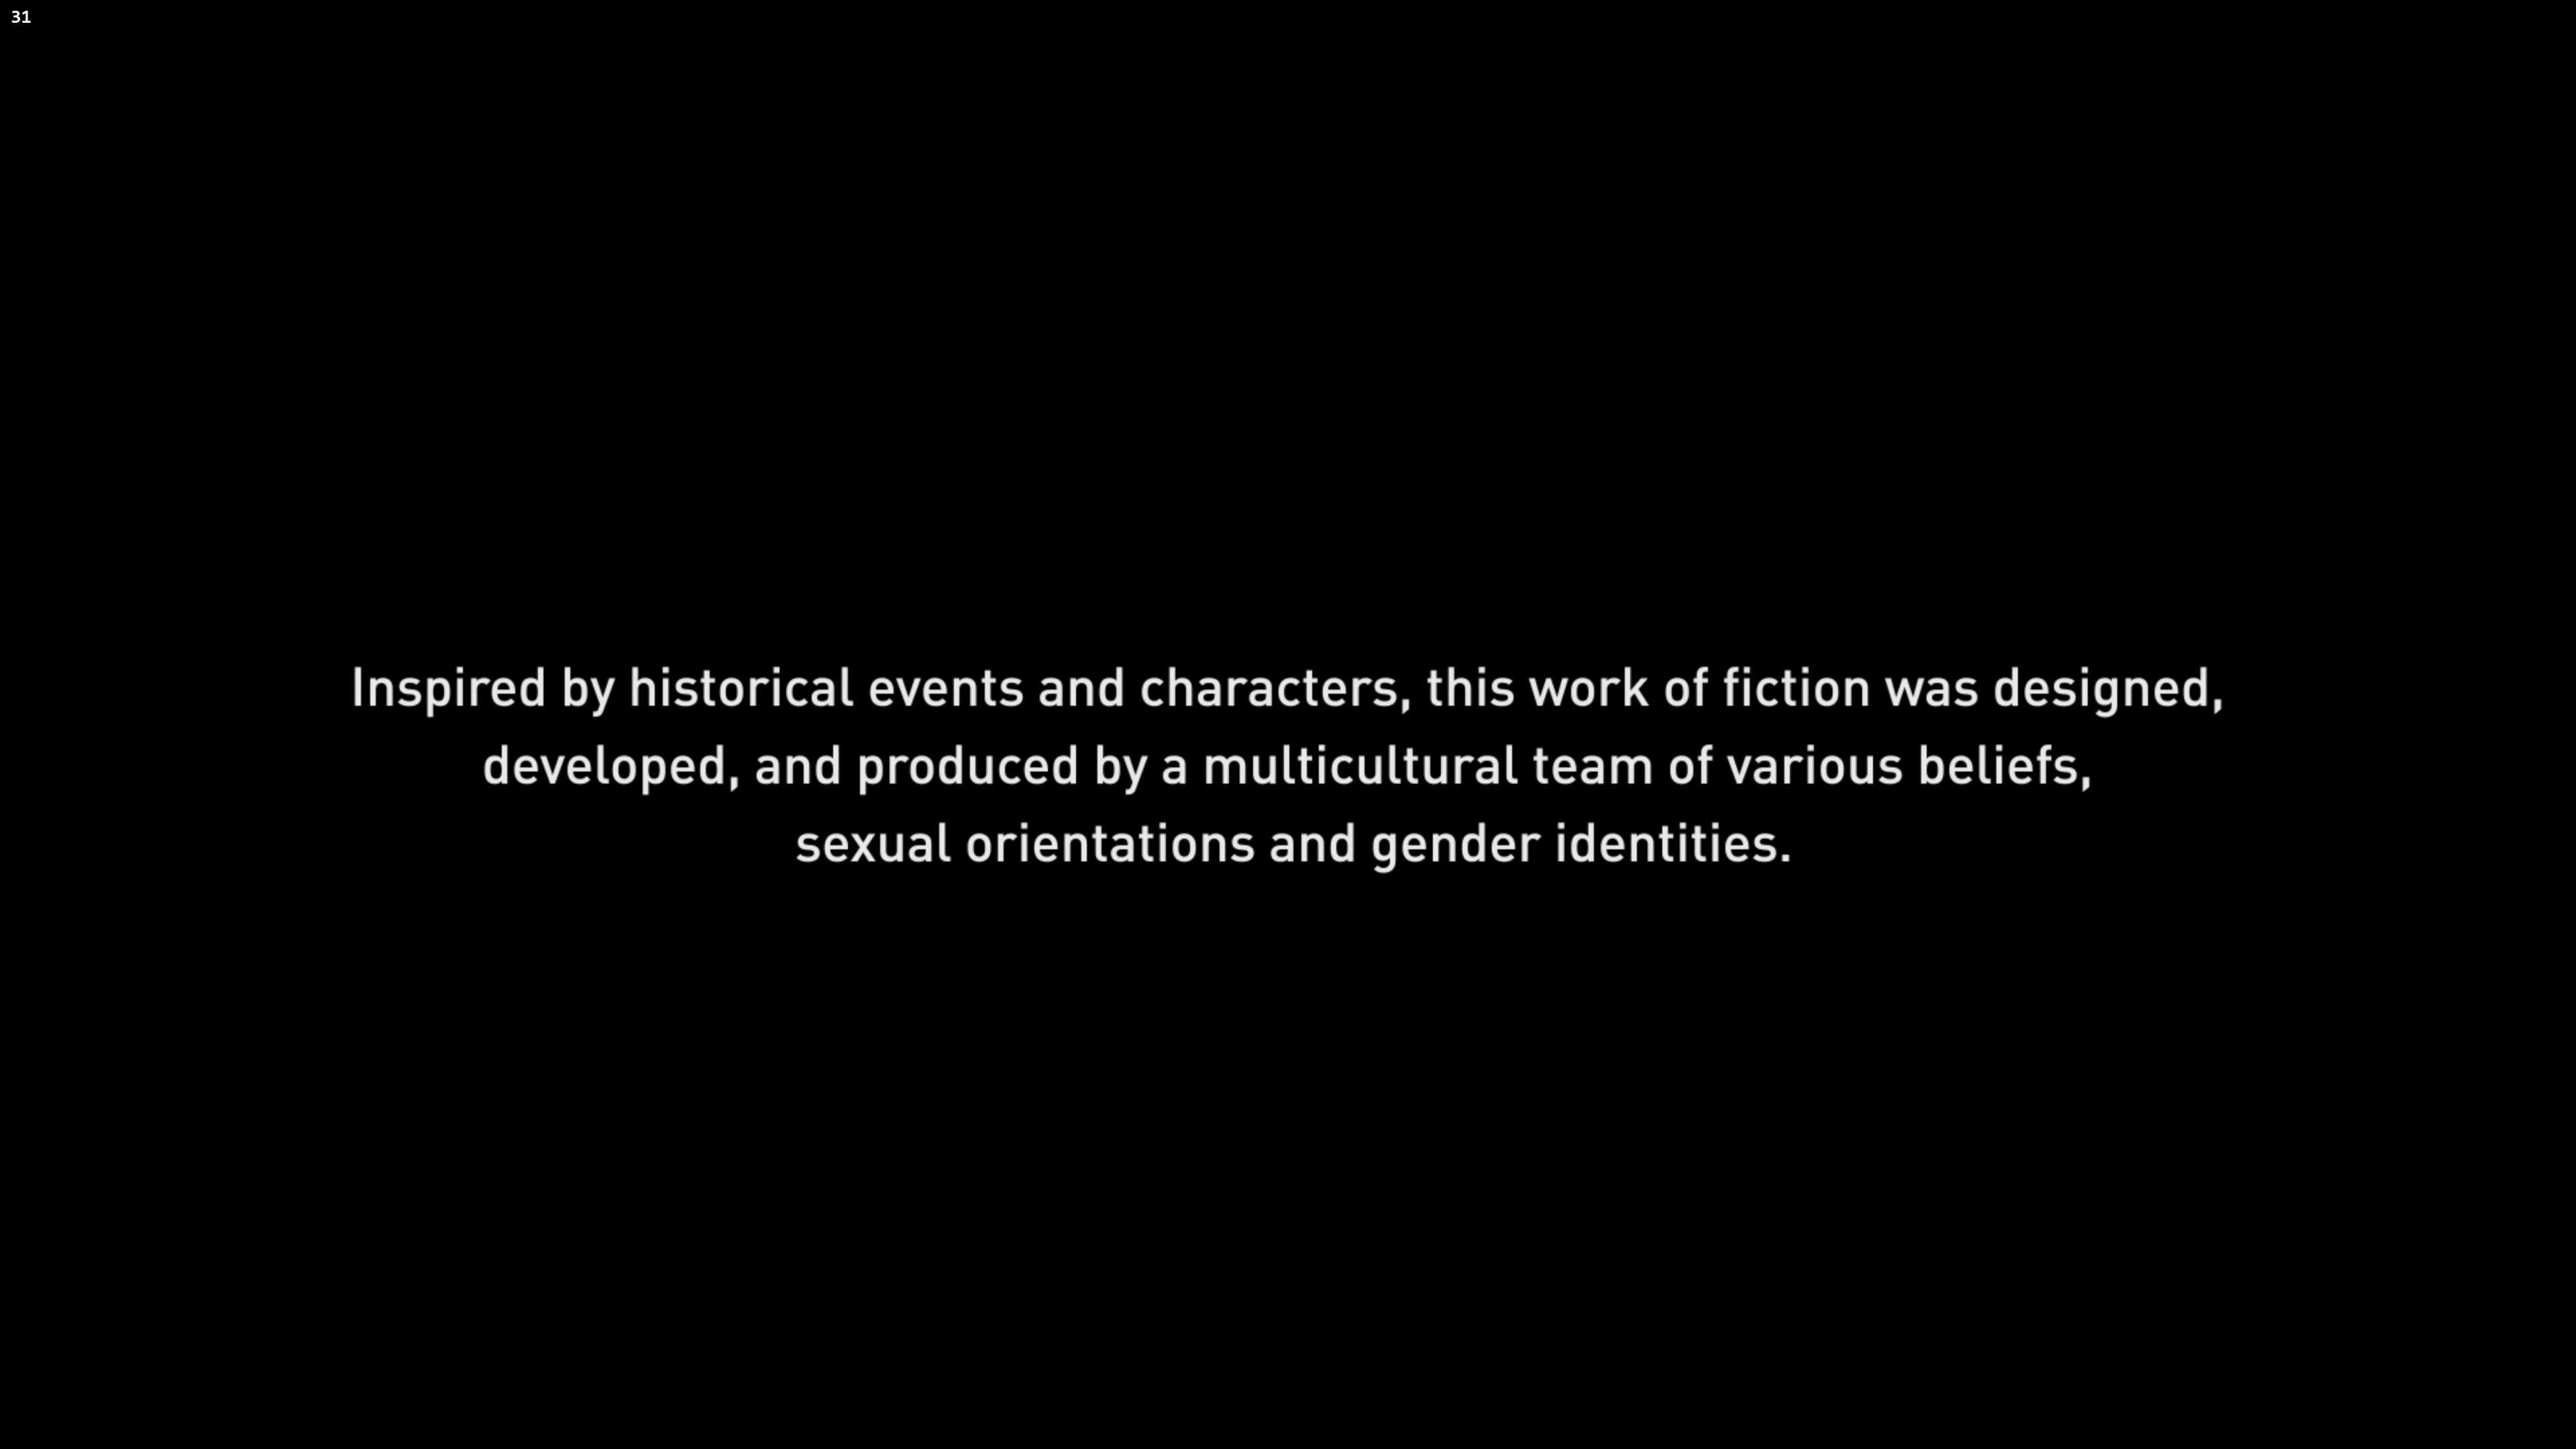 31
Inspired by historical events and characters, this work of fiction was designed,
developed, and produced by a multicultural team of various beliefs,
sexual orientations and gender identities.